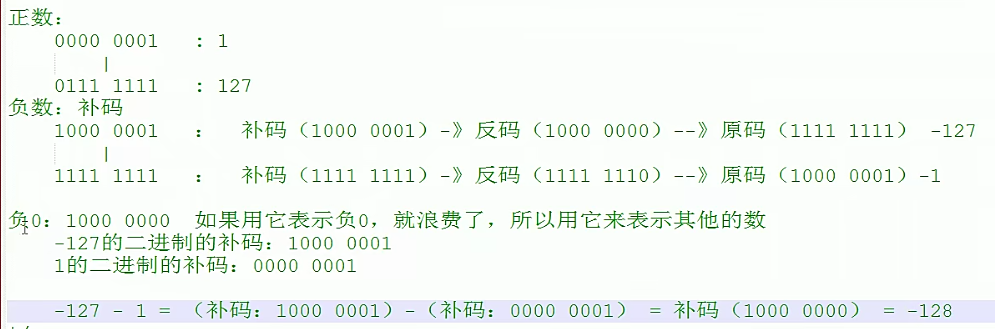 正数：
0000 0001 : 1
|
0111 1111 : 127
负数：补码
1000 0001 : 补码（1000 0001）-》反码（1000 0000）--》原码（1111 1111） -127
|
1111 1111 : 补码（1111 1111）-》反码（1111 1110）--》原码（1000 0001）-1
负0：1000 0000 如果用它表示负0，就浪费了，所以用它来表示其他的数
-127的二进制的补码：1000 0001
1的二进制的补码：0000 0001
-127 - 1 = （补码：1000 0001）-（补码：0000 0001） = 补码（1000 0000） = -128